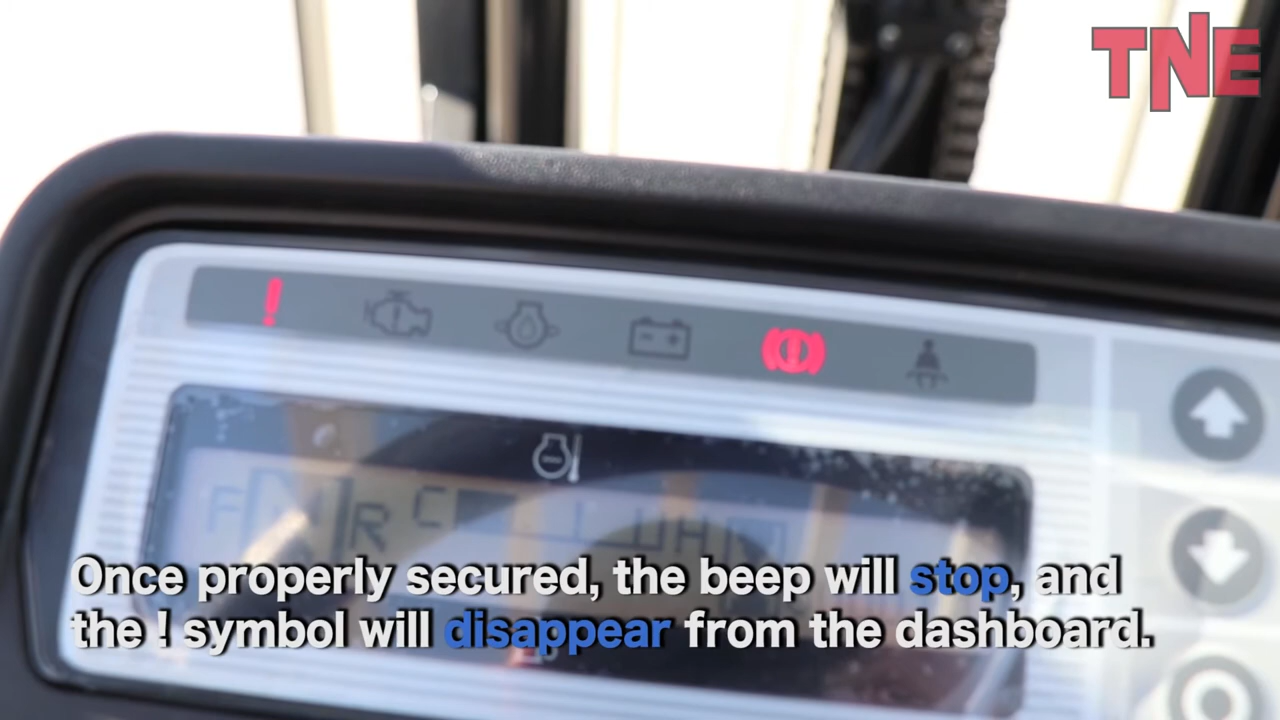 TNE
!
F N R C H
Once properly secured, the beep will stop, and
the ! symbol will disappear from the dashboard.